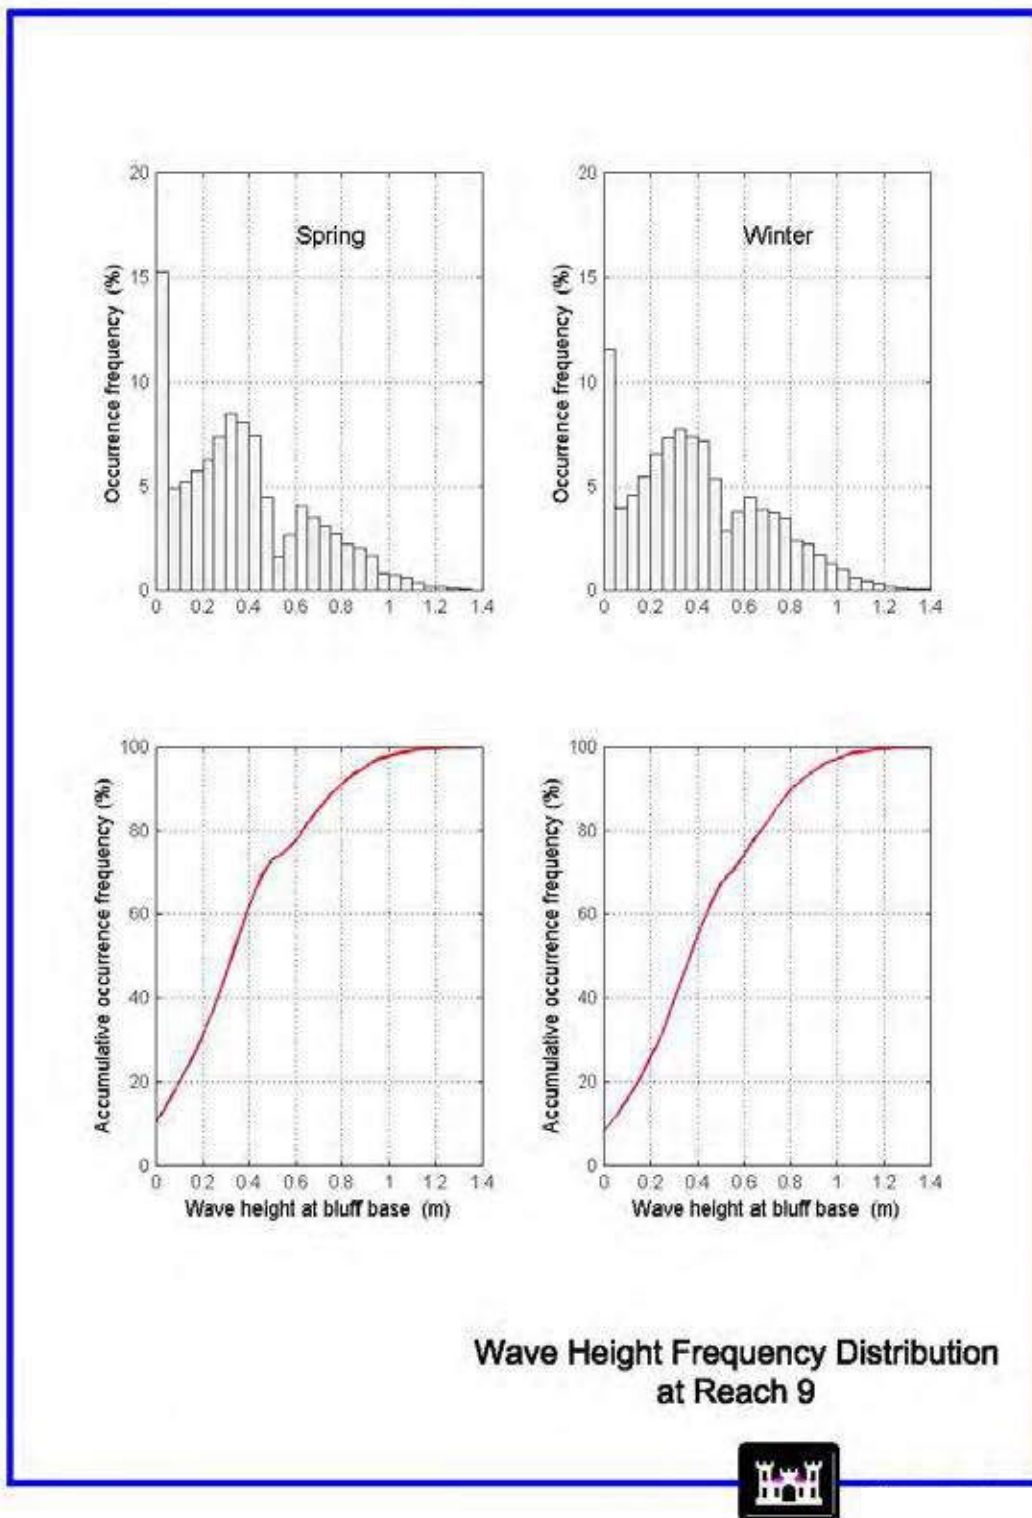 Spring
Occurrence frequency (%)
20
15
10
5
0
0 0.2 0.4 0.6 0.8 1 1.2 1.4
Winter
Occurrence frequency (%)
20
15
10
5
0
0 0.2 0.4 0.6 0.8 1 1.2 1.4
Accumulative occurrence frequency (%)
100
80
60
40
20
0
0 0.2 0.4 0.6 0.8 1 1.2 1.4
Wave height at bluff base (m)
Accumulative occurrence frequency (%)
100
80
60
40
20
0
0 0.2 0.4 0.6 0.8 1 1.2 1.4
Wave height at bluff base (m)
Wave Height Frequency Distribution
at Reach 9